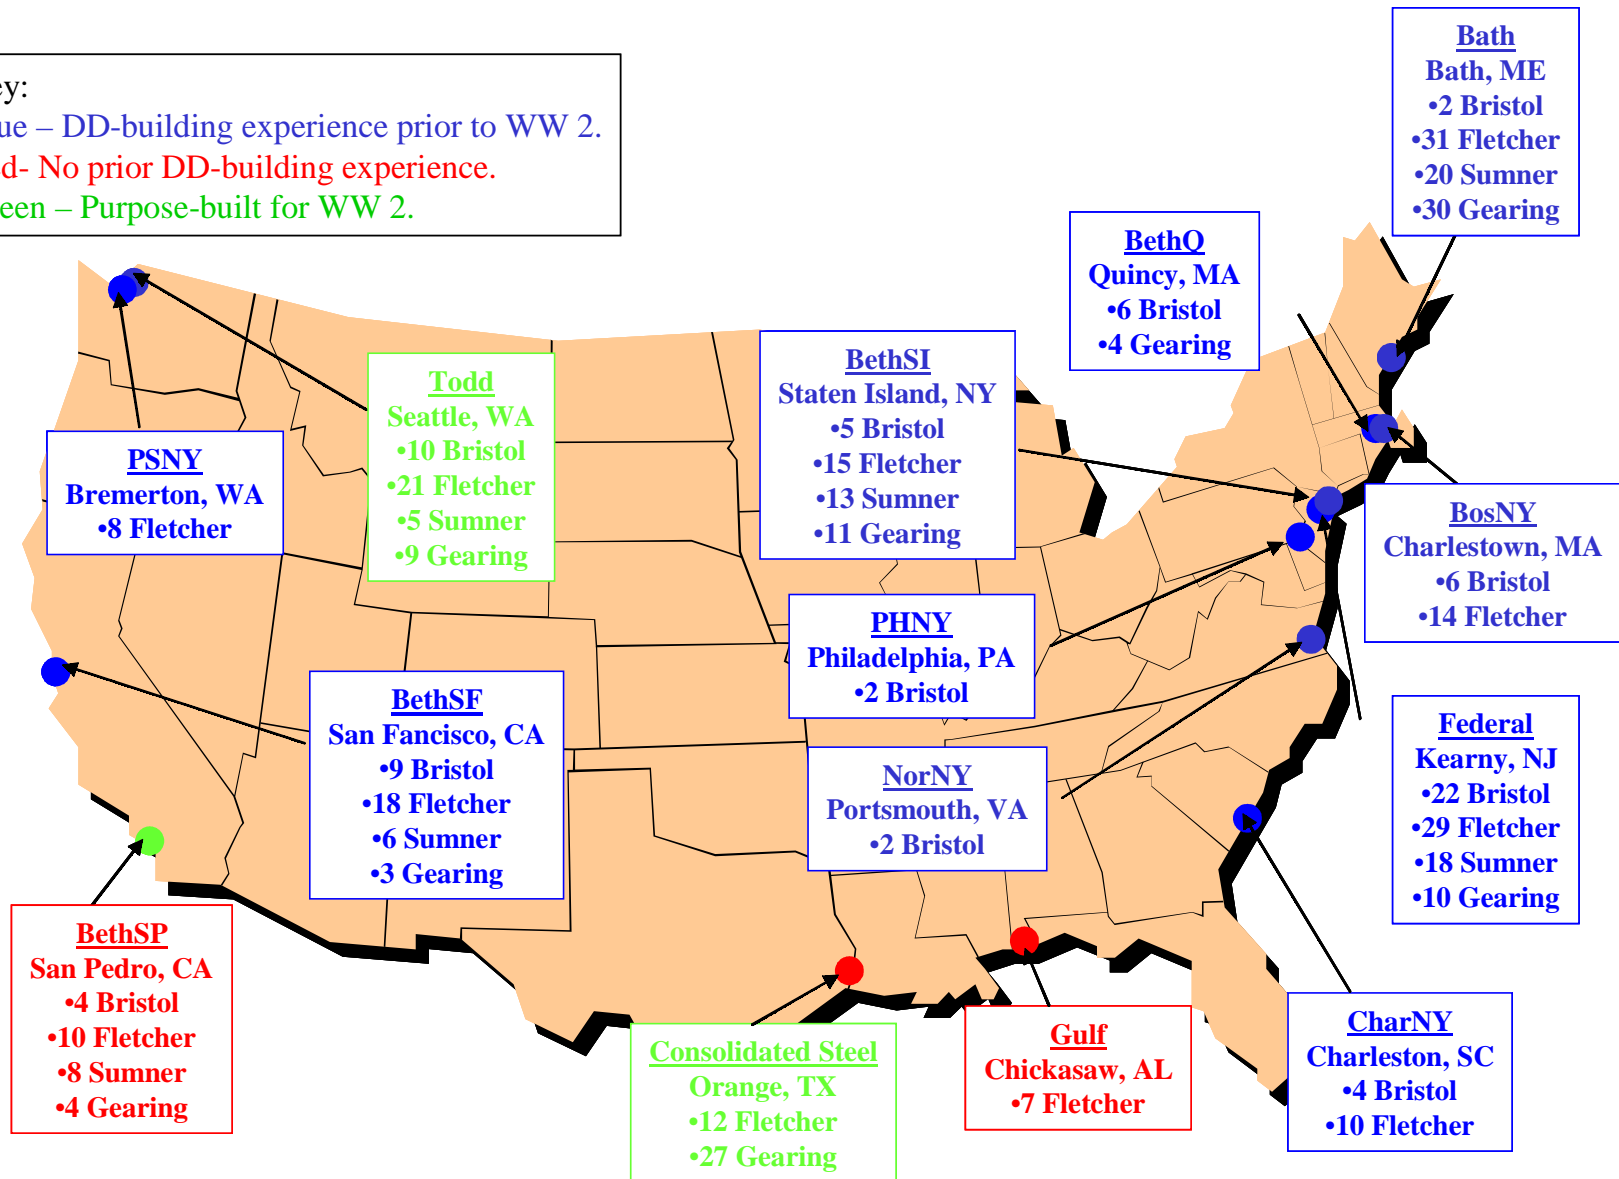 ey:
ue – DD-building experience prior to WW 2.
d- No prior DD-building experience.
een – Purpose-built for WW 2.
Bath
Bath, ME
•2 Bristol
•31 Fletcher
•20 Sumner
•30 Gearing
BethQ
Quincy, MA
•6 Bristol
•4 Gearing
BethSI
Staten Island, NY
•5 Bristol
•15 Fletcher
•13 Sumner
•11 Gearing
Todd
Seattle, WA
•10 Bristol
•21 Fletcher
•5 Sumner
•9 Gearing
PSNY
Bremerton, WA
•8 Fletcher
BosNY
Charlestown, MA
•6 Bristol
•14 Fletcher
PHNY
Philadelphia, PA
•2 Bristol
BethSF
San Fancisco, CA
•9 Bristol
•18 Fletcher
•6 Sumner
•3 Gearing
NorNY
Portsmouth, VA
•2 Bristol
Federal
Kearny, NJ
•22 Bristol
•29 Fletcher
•18 Sumner
•10 Gearing
BethSP
San Pedro, CA
•4 Bristol
•10 Fletcher
•8 Sumner
•4 Gearing
Consolidated Steel
Orange, TX
•12 Fletcher
•27 Gearing
Gulf
Chickasaw, AL
•7 Fletcher
CharNY
Charleston, SC
•4 Bristol
•10 Fletcher